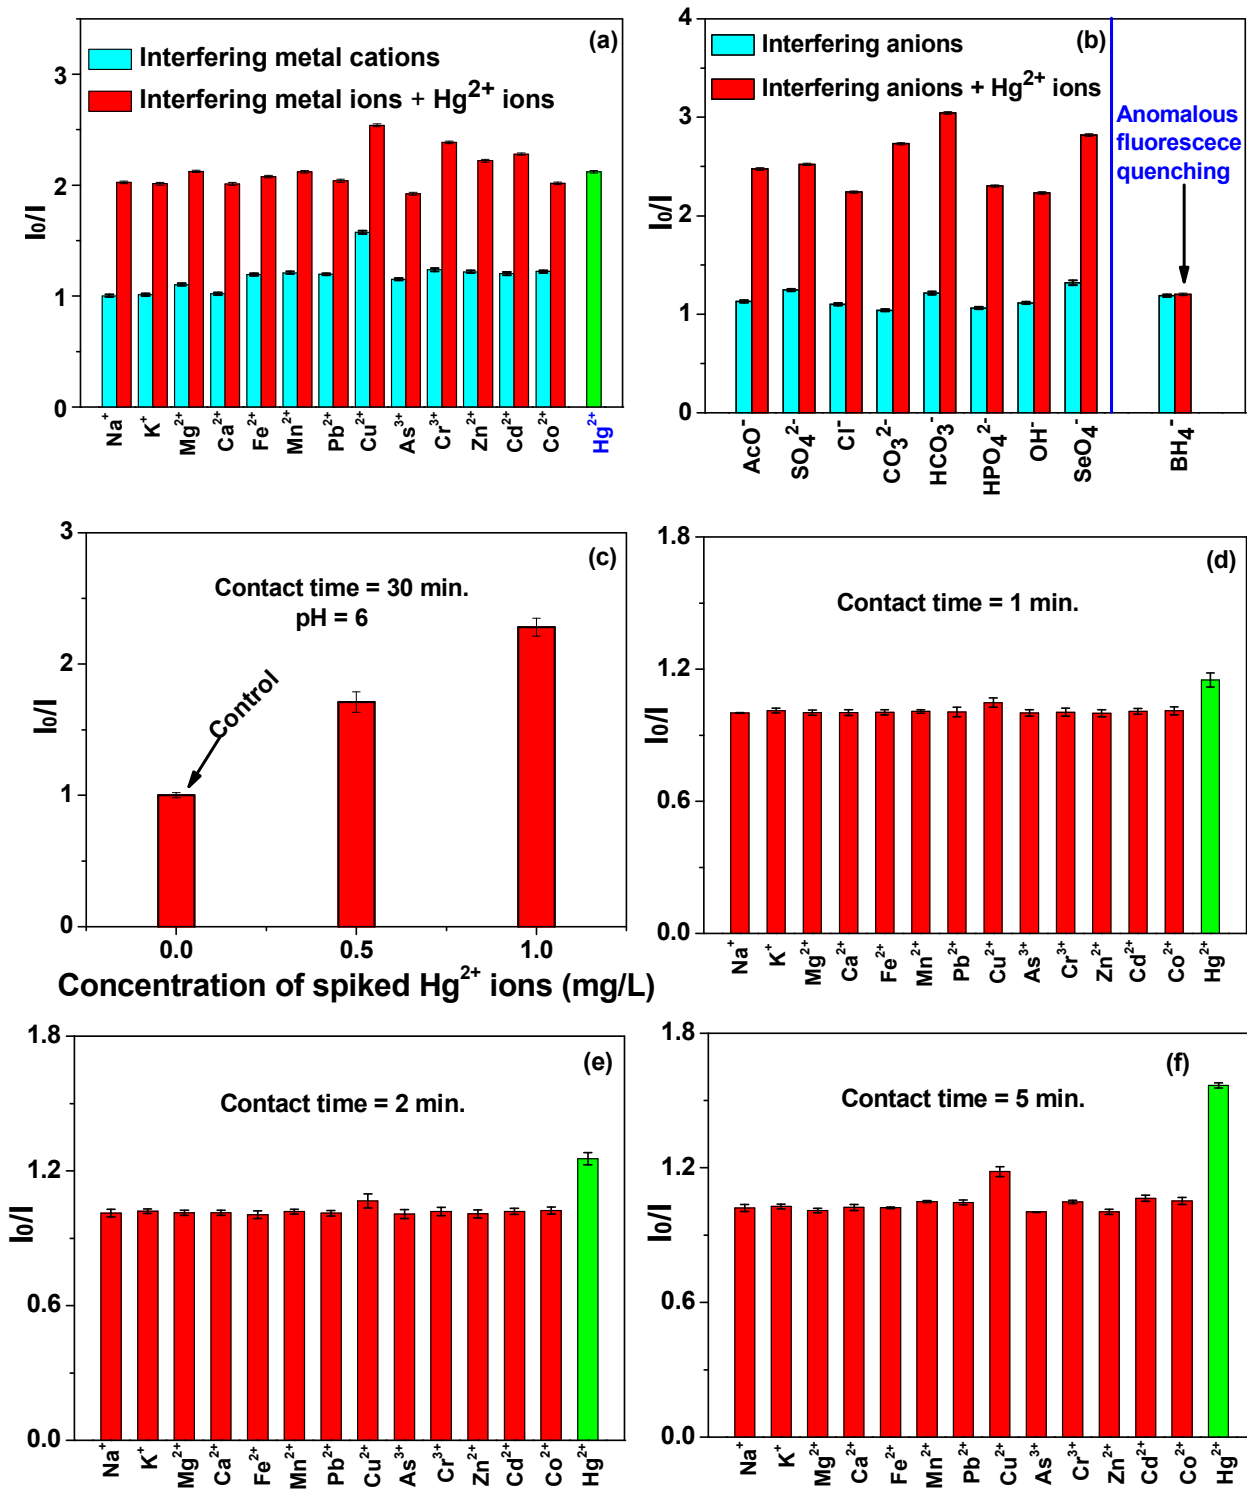 (a)
Interfering metal cations
Interfering metal ions + Hg²⁺ ions
I₀/I
3
2
1
0
Na⁺ K⁺ Mg²⁺ Ca²⁺ Fe²⁺ Mn²⁺ Pb²⁺ Cu²⁺ As³⁺ Cr³⁺ Zn²⁺ Cd²⁺ Co²⁺ Hg²⁺
(b)
Interfering anions
Interfering anions + Hg²⁺ ions
Anomalous
fluorescece
quenching
I₀/I
4
3
2
1
0
AcO⁻ SO₄²⁻ Cl⁻ CO₃²⁻ HCO₃⁻ HPO₄²⁻ OH⁻ SeO₄⁻ BH₄⁻
(c)
Contact time = 30 min.
pH = 6
Control
I₀/I
3
2
1
0
0.0 0.5 1.0
Concentration of spiked Hg²⁺ ions (mg/L)
(d)
Contact time = 1 min.
I₀/I
1.8
1.2
0.6
0.0
Na⁺ K⁺ Mg²⁺ Ca²⁺ Fe²⁺ Mn²⁺ Pb²⁺ Cu²⁺ As³⁺ Cr³⁺ Zn²⁺ Cd²⁺ Co²⁺ Hg²⁺
(e)
Contact time = 2 min.
I₀/I
1.8
1.2
0.6
0.0
Na⁺ K⁺ Mg²⁺ Ca²⁺ Fe²⁺ Mn²⁺ Pb²⁺ Cu²⁺ As³⁺ Cr³⁺ Zn²⁺ Cd²⁺ Co²⁺ Hg²⁺
(f)
Contact time = 5 min.
I₀/I
1.8
1.2
0.6
0.0
Na⁺ K⁺ Mg²⁺ Ca²⁺ Fe²⁺ Mn²⁺ Pb²⁺ Cu²⁺ As³⁺ Cr³⁺ Zn²⁺ Cd²⁺ Co²⁺ Hg²⁺